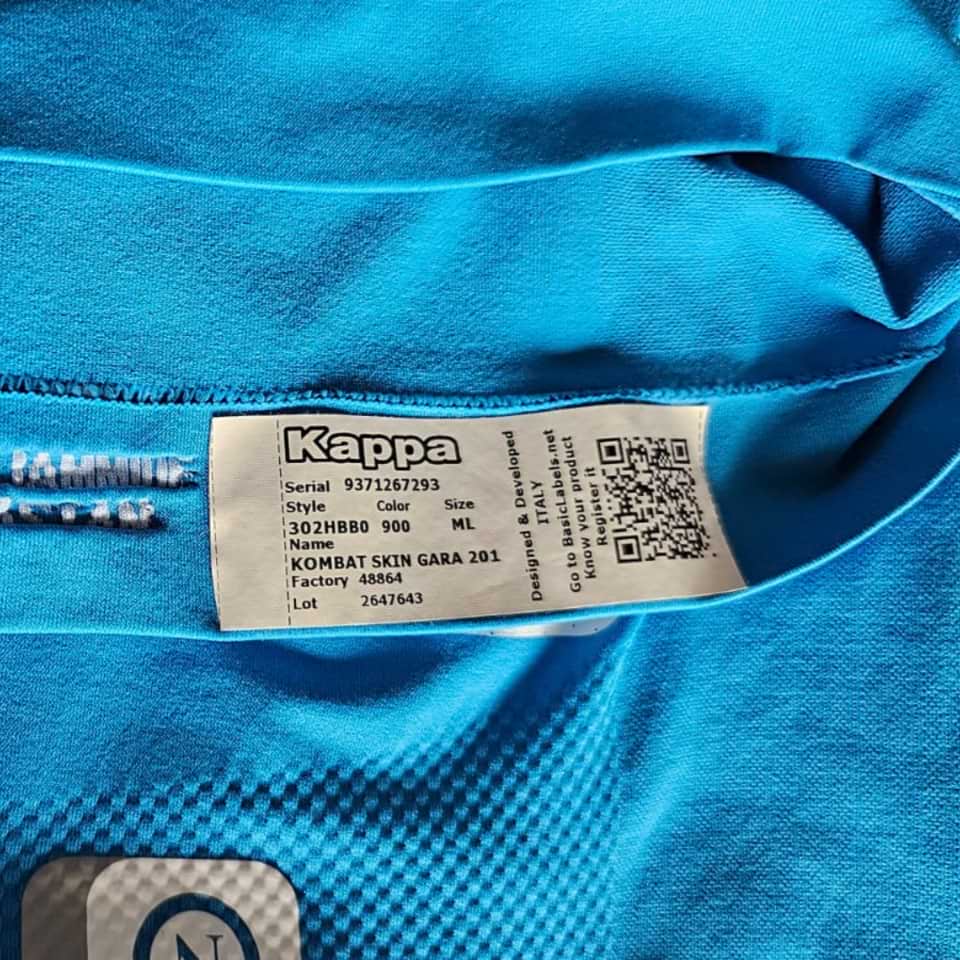 Kappa
Serial 9371267293
Style Color Size
302HBB0 900 ML
Name
KOMBAT SKIN GARA 201
Factory 48864
Lot 2647643
Designed & Developed
ITALY
Go to BasicLabels.net
Know your product
Register it
N